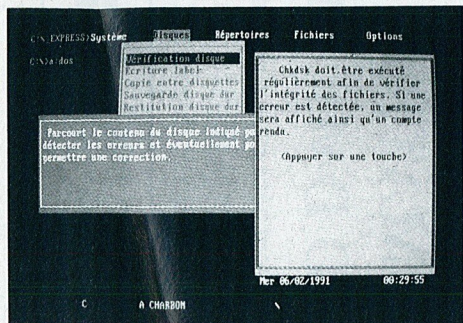 C:\ EXPRESS>Système Disques Répertoires Fichiers Options
C:\>a:dos
Vérification disque
Ecriture label
Copie entre disquettes
Sauvegarde disque dur
Restitution disque dur
Parcourt le contenu du disque indiqué po
détecter les erreurs et éventuellement po
permettre une correction.
Chkdsk doit être exécuté
régulièrement afin de vérifier
l'intégrité des fichiers. Si une
erreur est détectée, un message
sera affiché ainsi qu'un compte
rendu.
<Appuyer sur une touche>
Mer 06/02/1991 00:29:55
C A CHARBON \